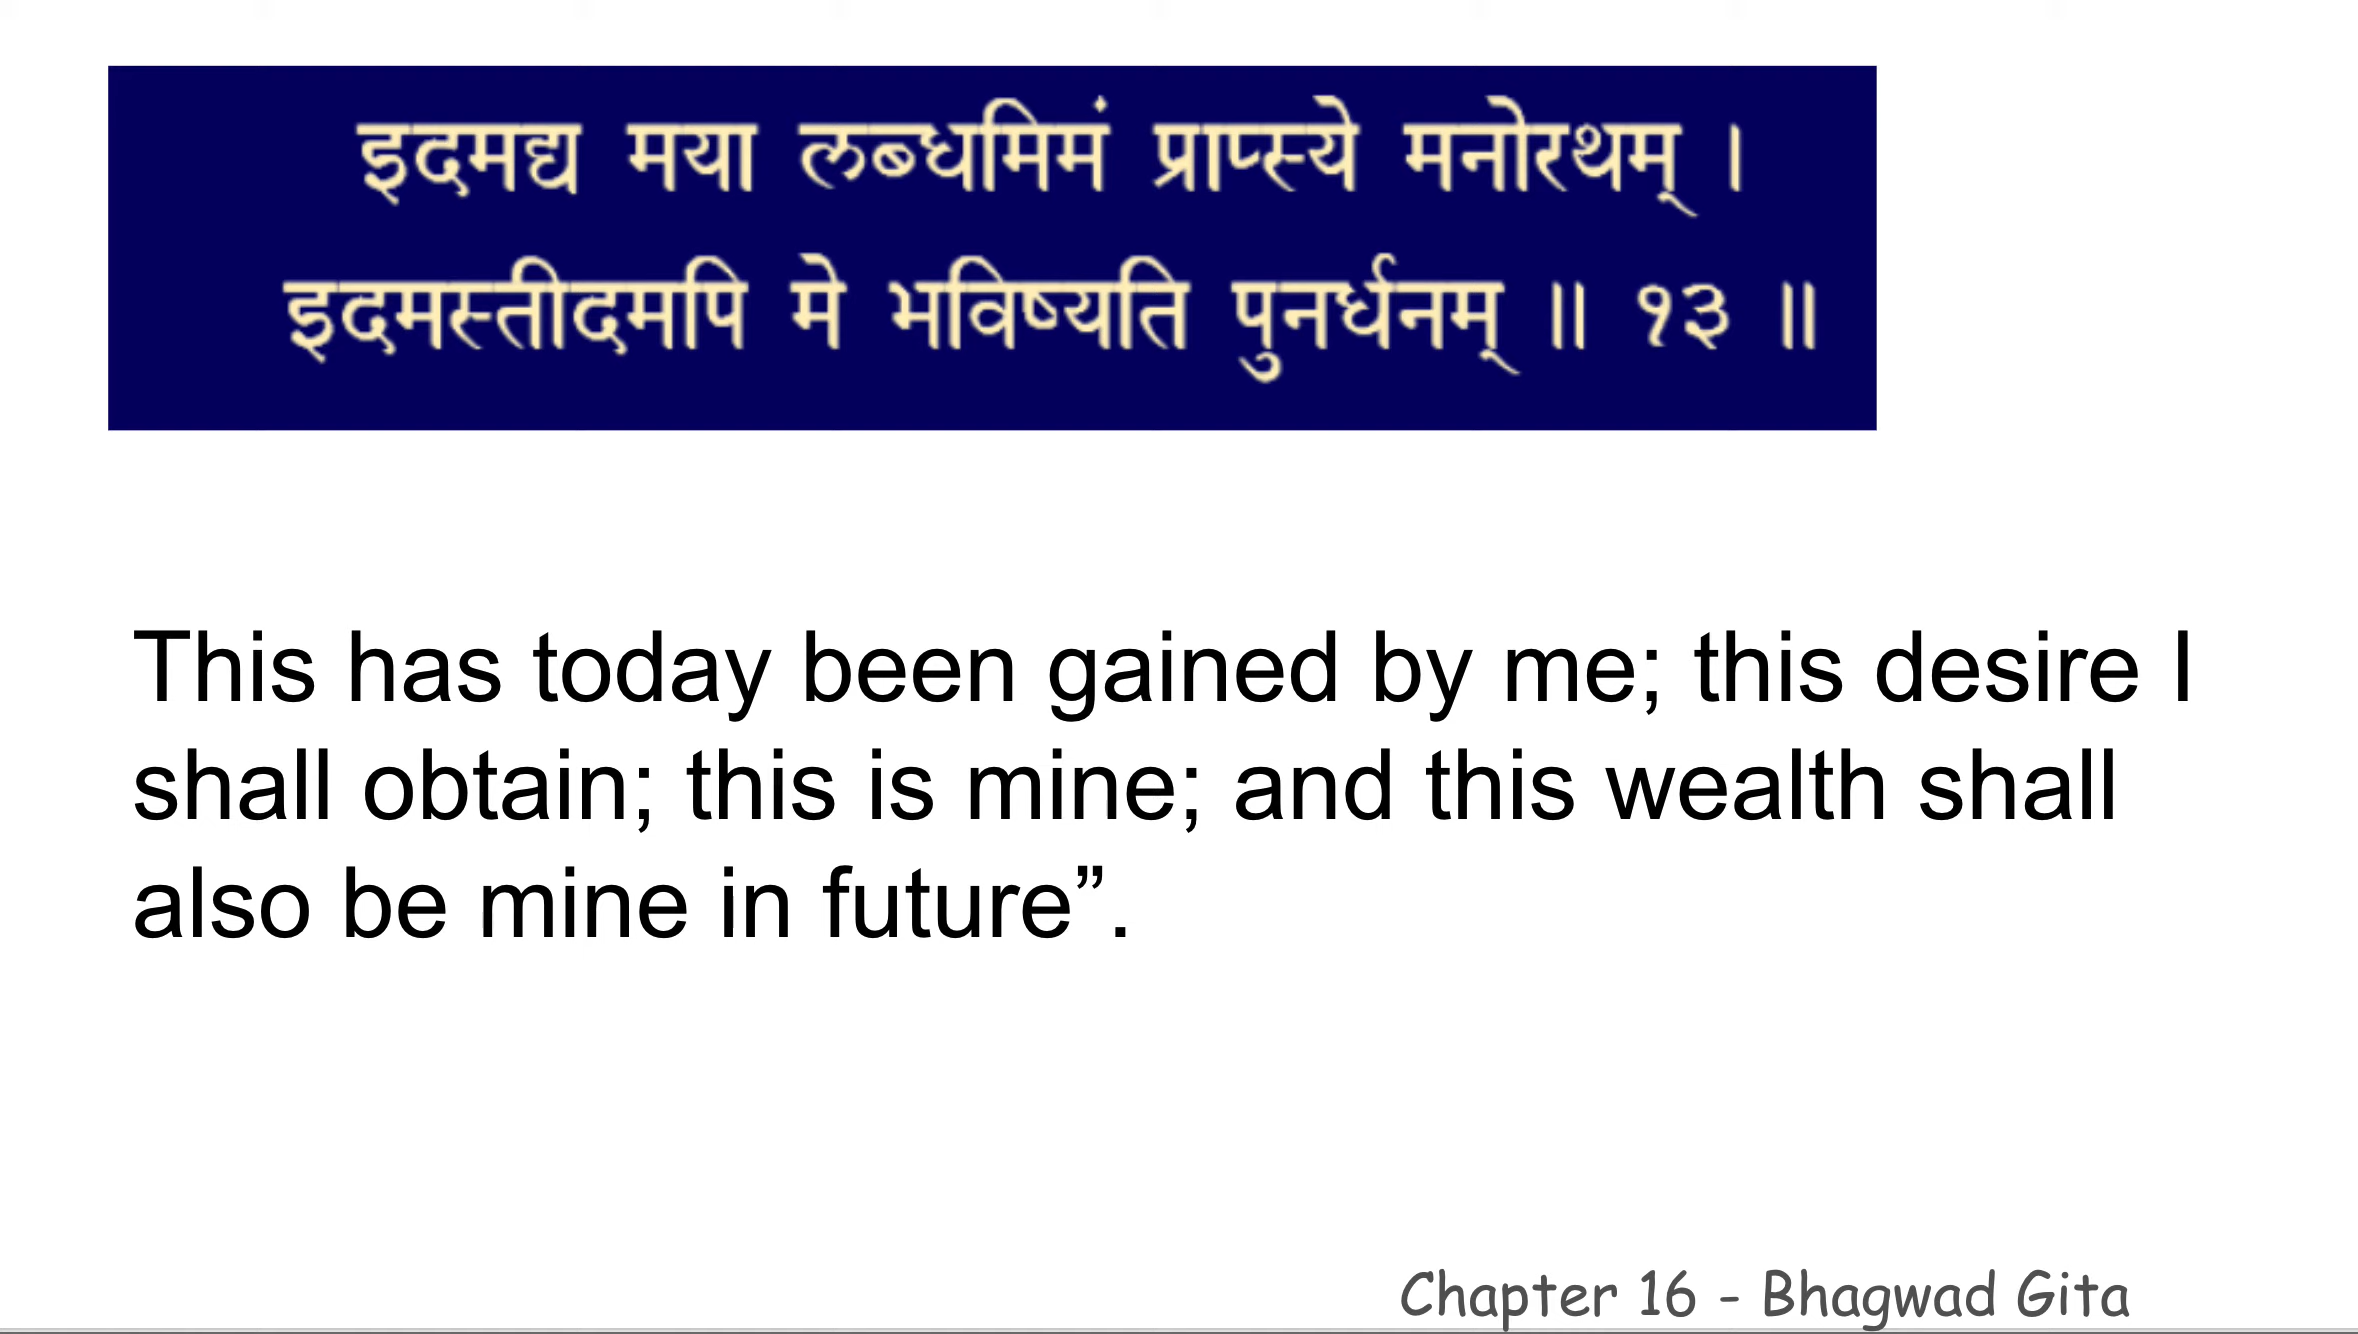 इदमद्य मया लब्धमिमं प्राप्स्ये मनोरथम् ।
इदमस्तीदमपि मे भविष्यति पुनर्धनम् ॥ १३ ॥
This has today been gained by me; this desire I
shall obtain; this is mine; and this wealth shall
also be mine in future”.
Chapter 16 - Bhagwad Gita